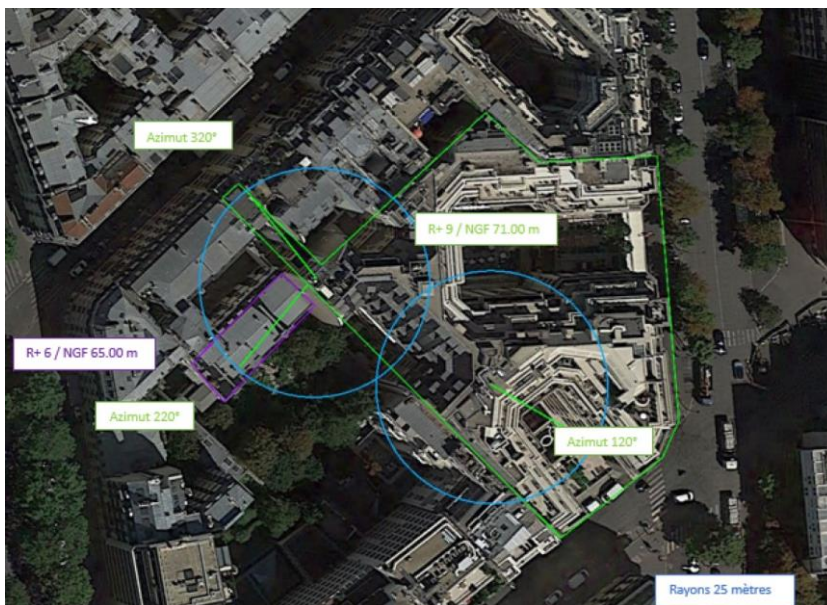 Azimut 320°
R+ 9 / NGF 71.00 m
R+ 6 / NGF 65.00 m
Azimut 220°
Azimut 120°
Rayons 25 mètres